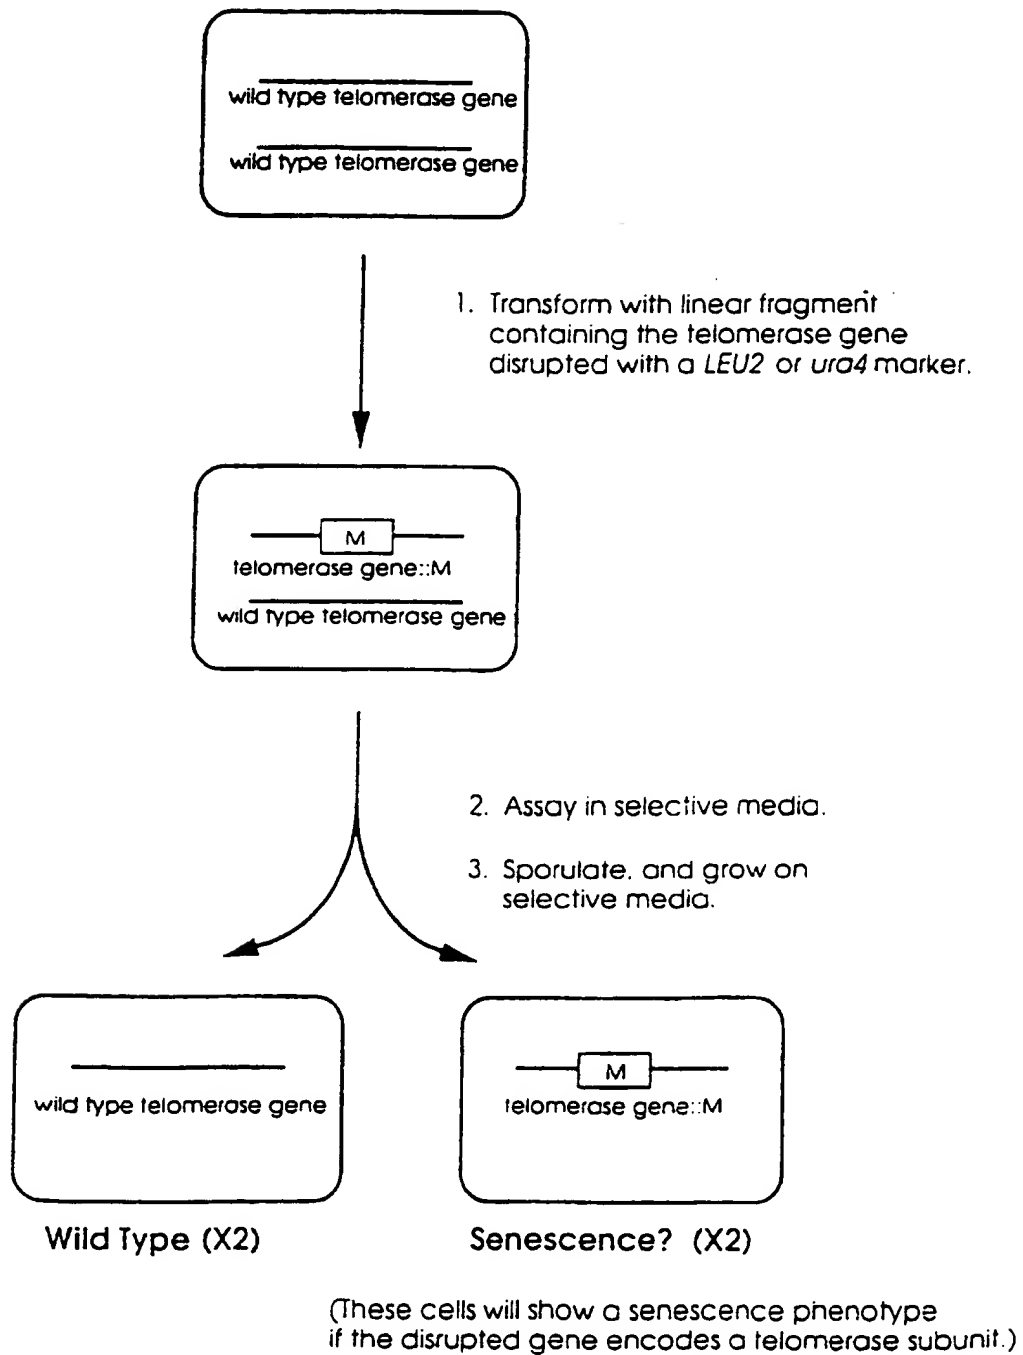 wild type telomerase gene
wild type telomerase gene
1. Transform with linear fragment
containing the telomerase gene
disrupted with a LEU2 or ura4 marker.
M
telomerase gene::M
wild type telomerase gene
2. Assay in selective media.
3. Sporulate, and grow on
selective media.
wild type telomerase gene
M
telomerase gene::M
Wild Type (X2)
Senescence? (X2)
(These cells will show a senescence phenotype
if the disrupted gene encodes a telomerase subunit.)